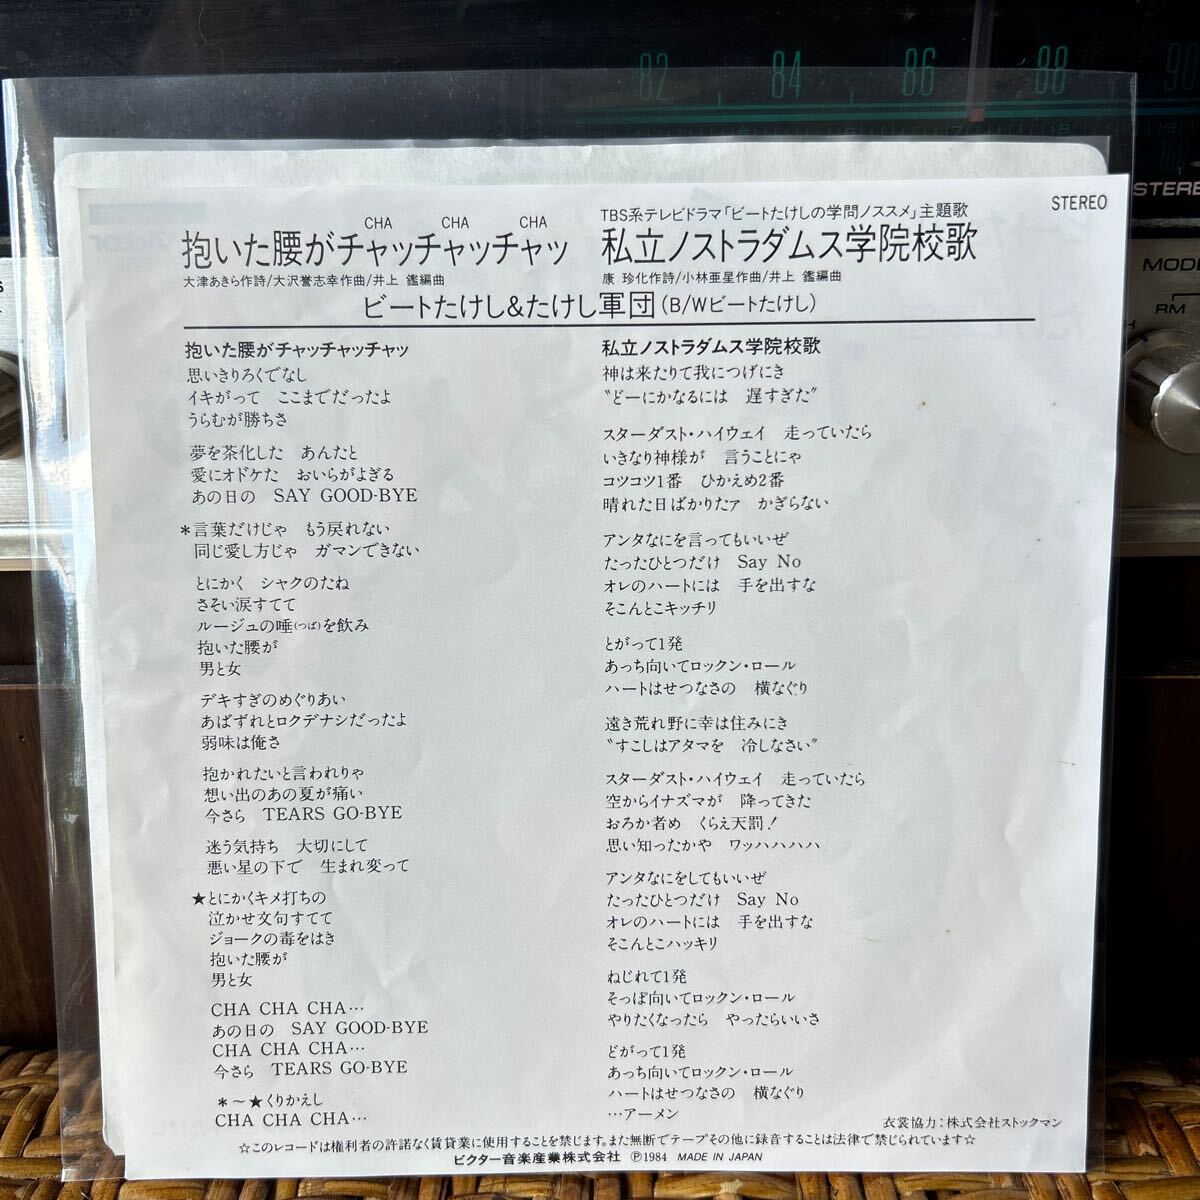 82 84 86 88 90
STEREO
MODE
RM
CHA CHA CHA
抱いた腰がチャッチャッチャッ
大津あきら作詩/大沢誉志幸作曲/井上 鑑編曲
TBS系テレビドラマ「ビートたけしの学問ノススメ」主題歌
私立ノストラダムス学院校歌
康 珍化作詩/小林亜星作曲/井上 鑑編曲
STEREO
ビートたけし&たけし軍団(B/Wビートたけし)
抱いた腰がチャッチャッチャッ
思いきりろくでなし
イキがって ここまでだったよ
うらむが勝ちさ
夢を茶化した あんたと
愛にオドケた おいらがよぎる
あの日の SAY GOOD-BYE
*言葉だけじゃ もう戻れない
同じ愛し方じゃ ガマンできない
とにかく シャクのたね
さそい涙すてて
ルージュの唾(つば)を飲み
抱いた腰が
男と女
デキすぎのめぐりあい
あばずれとロクデナシだったよ
弱味は俺さ
抱かれたいと言われりゃ
想い出のあの夏が痛い
今さら TEARS GO-BYE
迷う気持ち 大切にして
悪い星の下で 生まれ変って
★とにかくキメ打ちの
泣かせ文句すてて
ジョークの毒をはき
抱いた腰が
男と女
CHA CHA CHA…
あの日の SAY GOOD-BYE
CHA CHA CHA…
今さら TEARS GO-BYE
*~★くりかえし
CHA CHA CHA…
私立ノストラダムス学院校歌
神は来たりて我につげにき
“どーにかなるには 遅すぎた”
スターダスト・ハイウェイ 走っていたら
いきなり神様が 言うことにゃ
コツコツ1番 ひかえめ2番
晴れた日ばかりたァ かぎらない
アンタなにを言ってもいいぜ
たったひとつだけ Say No
オレのハートには 手を出すな
そこんとこキッチリ
とがって1発
あっち向いてロックン・ロール
ハートはせつなさの 横なぐり
遠き荒れ野に幸は住みにき
“すこしはアタマを 冷しなさい”
スターダスト・ハイウェイ 走っていたら
空からイナズマが 降ってきた
おろか者め くらえ天罰!
思い知ったかや ワッハハハハ
アンタなにをしてもいいぜ
たったひとつだけ Say No
オレのハートには 手を出すな
そこんとこハッキリ
ねじれて1発
そっぽ向いてロックン・ロール
やりたくなったら やったらいいさ
どがって1発
あっち向いてロックン・ロール
ハートはせつなさの 横なぐり
…アーメン
衣裳協力:株式会社ストックマン
☆このレコードは権利者の許諾なく賃貸業に使用することを禁じます。また無断でテープその他に録音することは法律で禁じられています☆
ビクター音楽産業株式会社 Ⓟ1984 MADE IN JAPAN